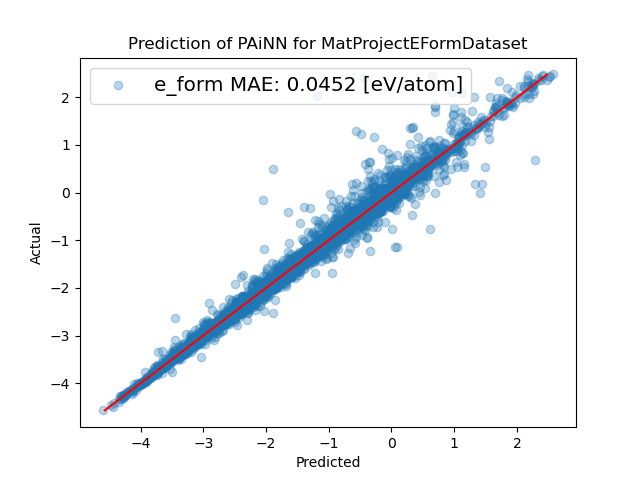 Prediction of PAiNN for MatProjectEFormDataset
e_form MAE: 0.0452 [eV/atom]
2
1
0
−1
−2
−3
−4
Actual
−4 −3 −2 −1 0 1 2
Predicted